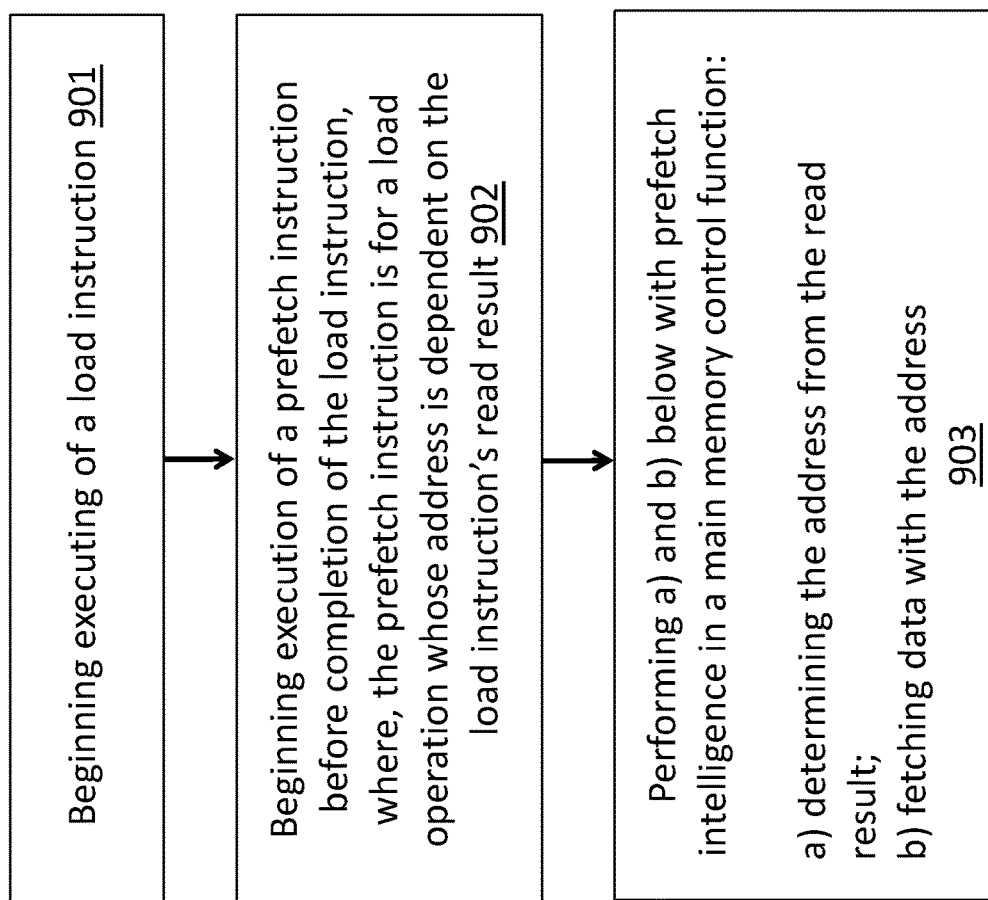 Beginning executing of a load instruction 901
Beginning execution of a prefetch instruction
before completion of the load instruction,
where, the prefetch instruction is for a load
operation whose address is dependent on the
load instruction's read result 902
Performing a) and b) below with prefetch
intelligence in a main memory control function:
a) determining the address from the read
result;
b) fetching data with the address
903